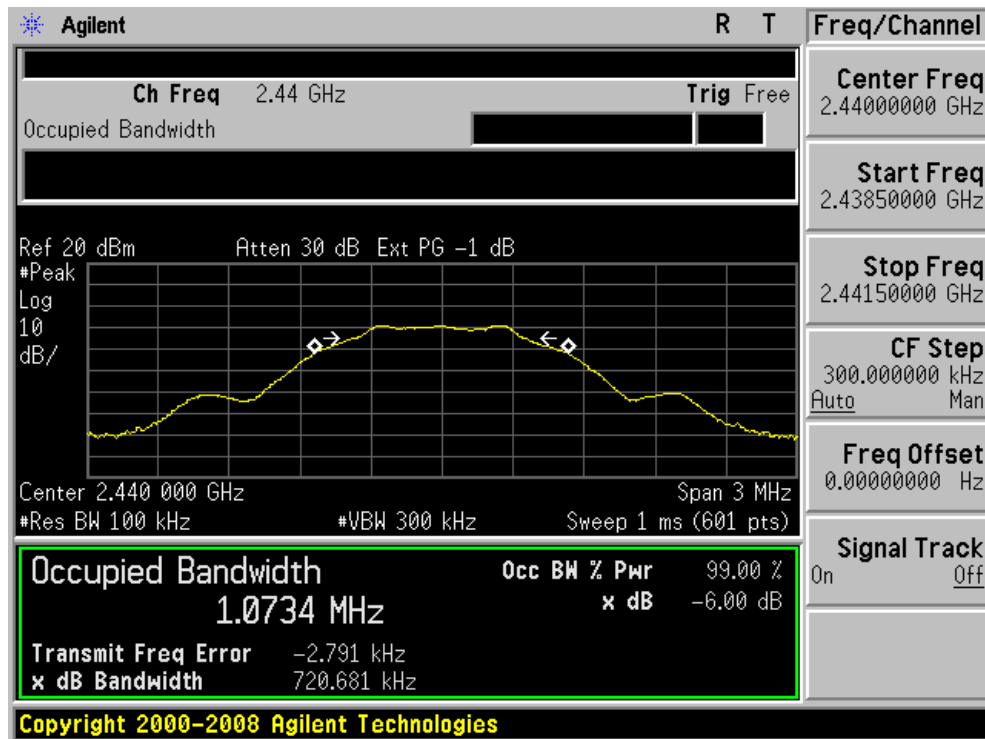 Agilent R T
Ch Freq 2.44 GHz Trig Free
Occupied Bandwidth
Ref 20 dBm Atten 30 dB Ext PG −1 dB
#Peak
Log
10
dB/
Center 2.440 000 GHz Span 3 MHz
#Res BW 100 kHz #VBW 300 kHz Sweep 1 ms (601 pts)
Occupied Bandwidth Occ BW % Pwr 99.00 %
1.0734 MHz x dB −6.00 dB
Transmit Freq Error −2.791 kHz
x dB Bandwidth 720.681 kHz
Copyright 2000–2008 Agilent Technologies
Freq/Channel
Center Freq
2.44000000 GHz
Start Freq
2.43850000 GHz
Stop Freq
2.44150000 GHz
CF Step
300.000000 kHz
Auto Man
Freq Offset
0.00000000 Hz
Signal Track
On Off